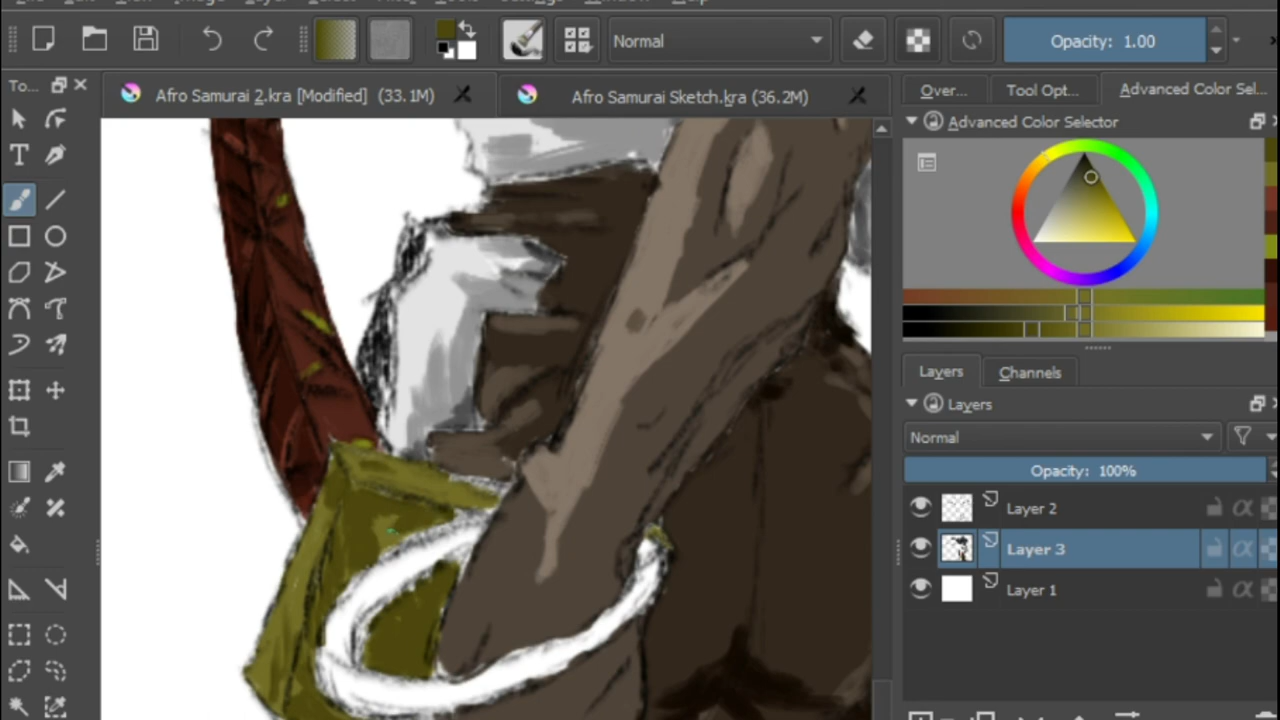 Normal
Opacity: 1.00
To...
Afro Samurai 2.kra [Modified] (33.1M)
Afro Samurai Sketch.kra (36.2M)
Over...
Tool Opt...
Advanced Color Sel...
Advanced Color Selector
Layers
Channels
Layers
Normal
Opacity: 100%
Layer 2
Layer 3
Layer 1